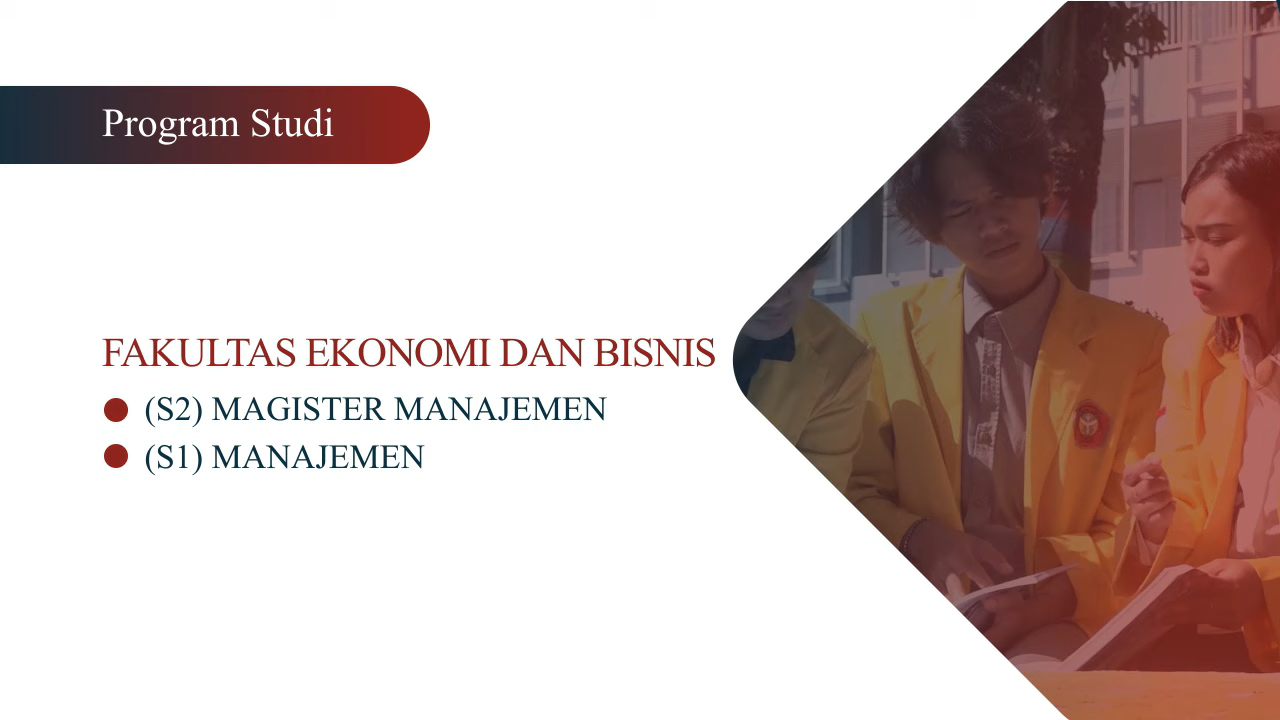 Program Studi
FAKULTAS EKONOMI DAN BISNIS
(S2) MAGISTER MANAJEMEN
(S1) MANAJEMEN